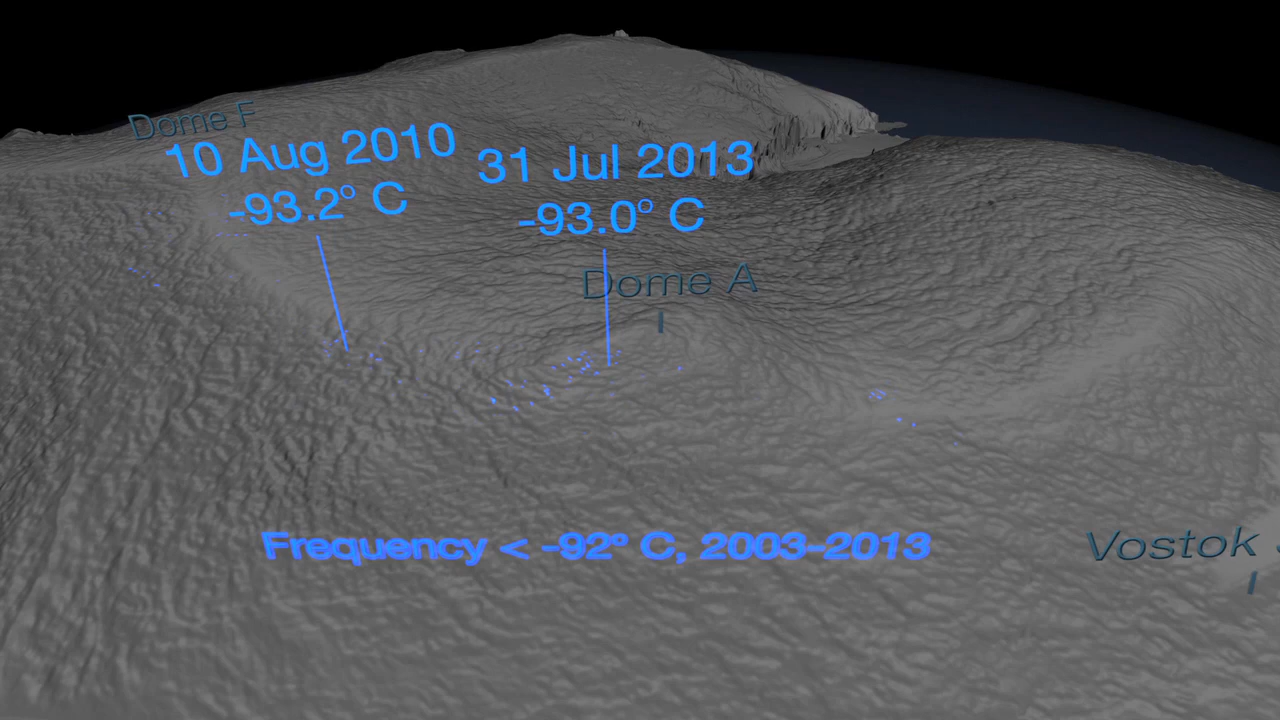 Dome F
10 Aug 2010
-93.2° C
31 Jul 2013
-93.0° C
Dome A
Frequency < -92° C, 2003-2013
Vostok